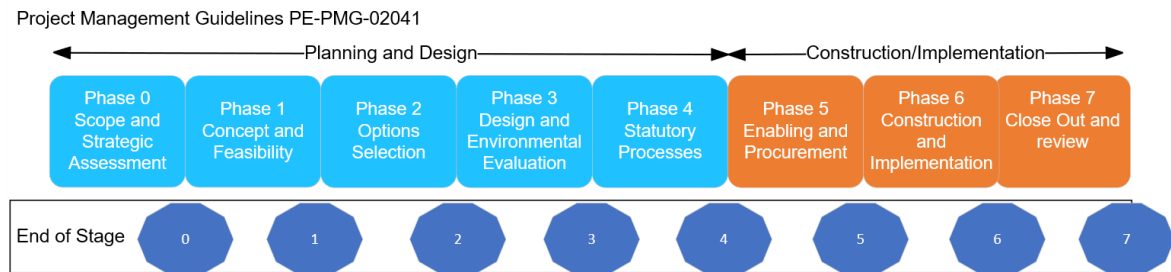 Project Management Guidelines PE-PMG-02041
Planning and Design
Construction/Implementation
Phase 0
Scope and
Strategic
Assessment
Phase 1
Concept and
Feasibility
Phase 2
Options
Selection
Phase 3
Design and
Environmental
Evaluation
Phase 4
Statutory
Processes
Phase 5
Enabling and
Procurement
Phase 6
Construction
and
Implementation
Phase 7
Close Out and
review
End of Stage
0
1
2
3
4
5
6
7